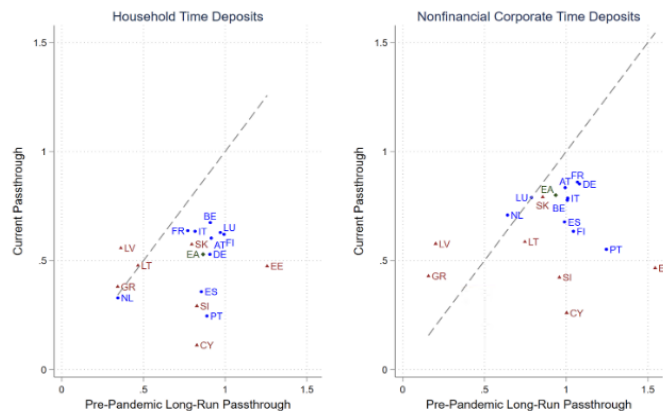 Household Time Deposits
Nonfinancial Corporate Time Deposits
Current Passthrough
1.5
1
.5
0
BE
FR
IT
LU
FI
SK
AT
LV
EA
DE
LT
EE
GR
NL
ES
SI
PT
CY
0
.5
1
1.5
Pre-Pandemic Long-Run Passthrough
Current Passthrough
1.5
1
.5
0
FR
AT
DE
EA
LU
IT
SK
BE
NL
ES
FI
LV
LT
PT
E
GR
SI
CY
0
.5
1
1.5
Pre-Pandemic Long-Run Passthrough